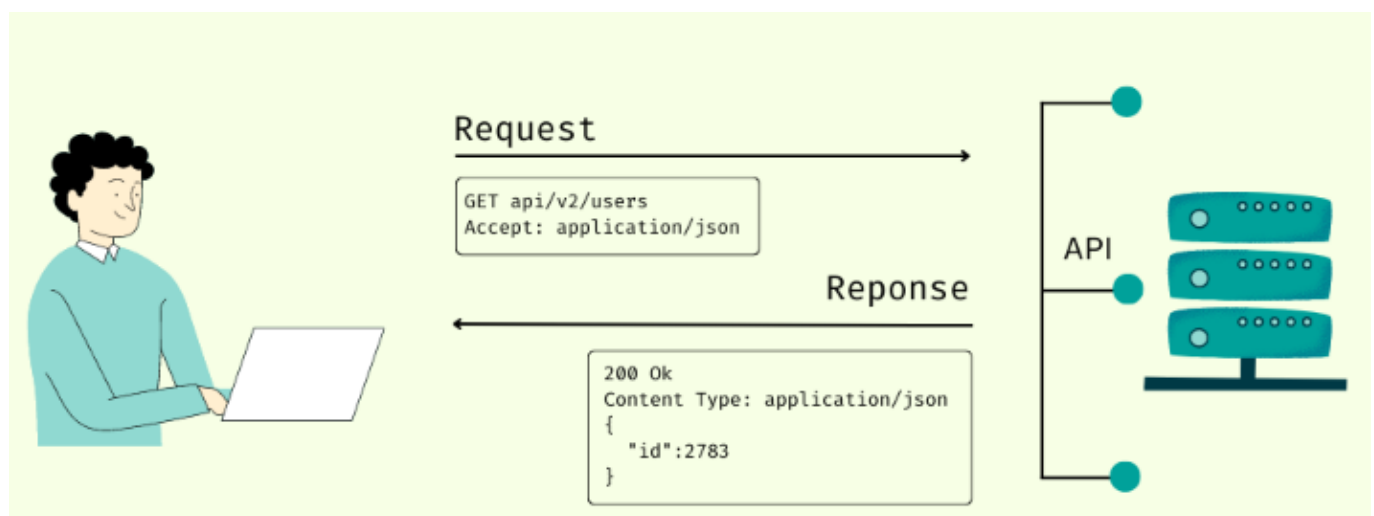 Request
GET api/v2/users
Accept: application/json
API
Reponse
200 Ok
Content Type: application/json
{
"id":2783
}